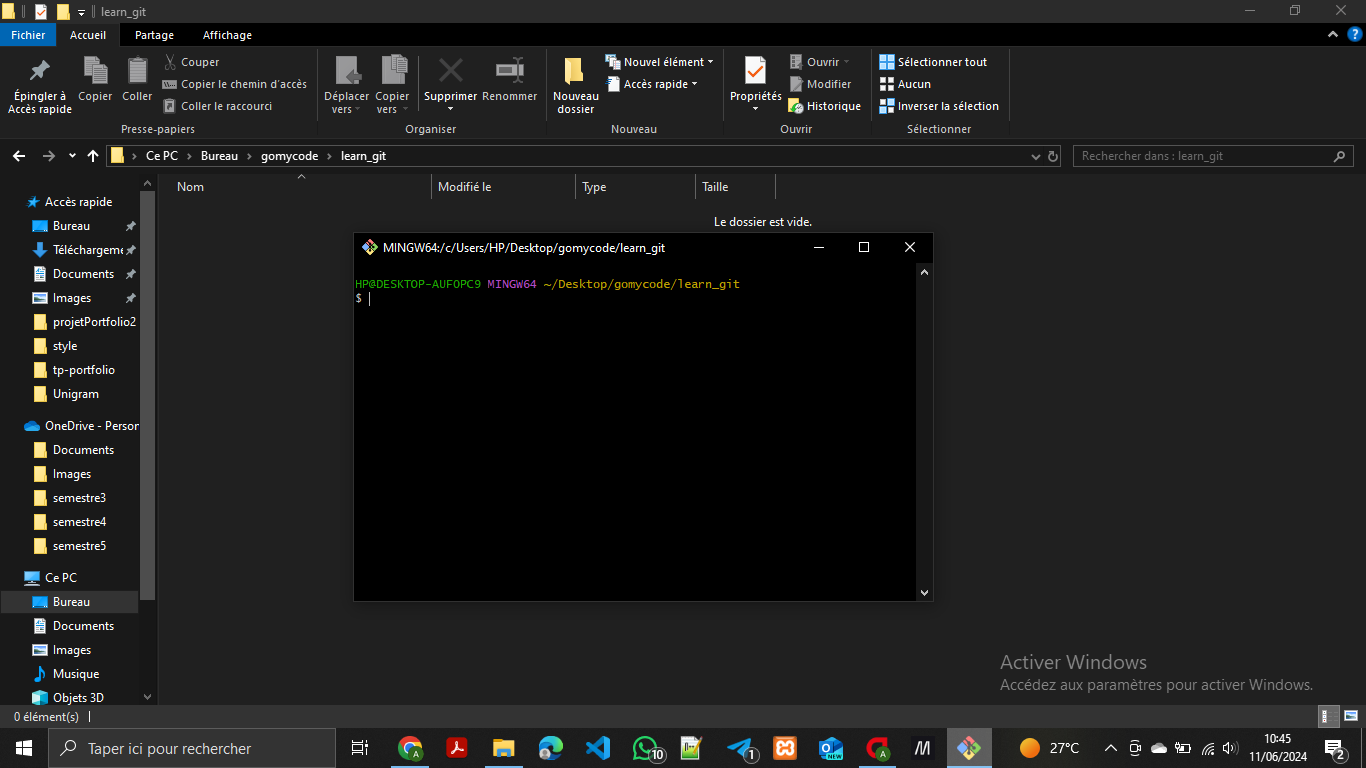 learn_git
Fichier Accueil Partage Affichage
Épingler à Accès rapide
Copier
Coller
Couper
Copier le chemin d'accès
Coller le raccourci
Presse-papiers
Déplacer vers
Copier vers
Supprimer
Renommer
Organiser
Nouveau dossier
Nouvel élément
Accès rapide
Nouveau
Propriétés
Ouvrir
Modifier
Historique
Ouvrir
Sélectionner tout
Aucun
Inverser la sélection
Sélectionner
Ce PC > Bureau > gomycode > learn_git
Rechercher dans : learn_git
Nom Modifié le Type Taille
Le dossier est vide.
Accès rapide
Bureau
Téléchargeme
Documents
Images
projetPortfolio2
style
tp-portfolio
Unigram
OneDrive - Person
Documents
Images
semestre3
semestre4
semestre5
Ce PC
Bureau
Documents
Images
Musique
Objets 3D
MINGW64:/c/Users/HP/Desktop/gomycode/learn_git
HP@DESKTOP-AUFOPC9 MINGW64 ~/Desktop/gomycode/learn_git
$
Activer Windows
Accédez aux paramètres pour activer Windows.
0 élément(s)
Taper ici pour rechercher
A
10
1
NEW
A
M
27°C
10:45
11/06/2024
2